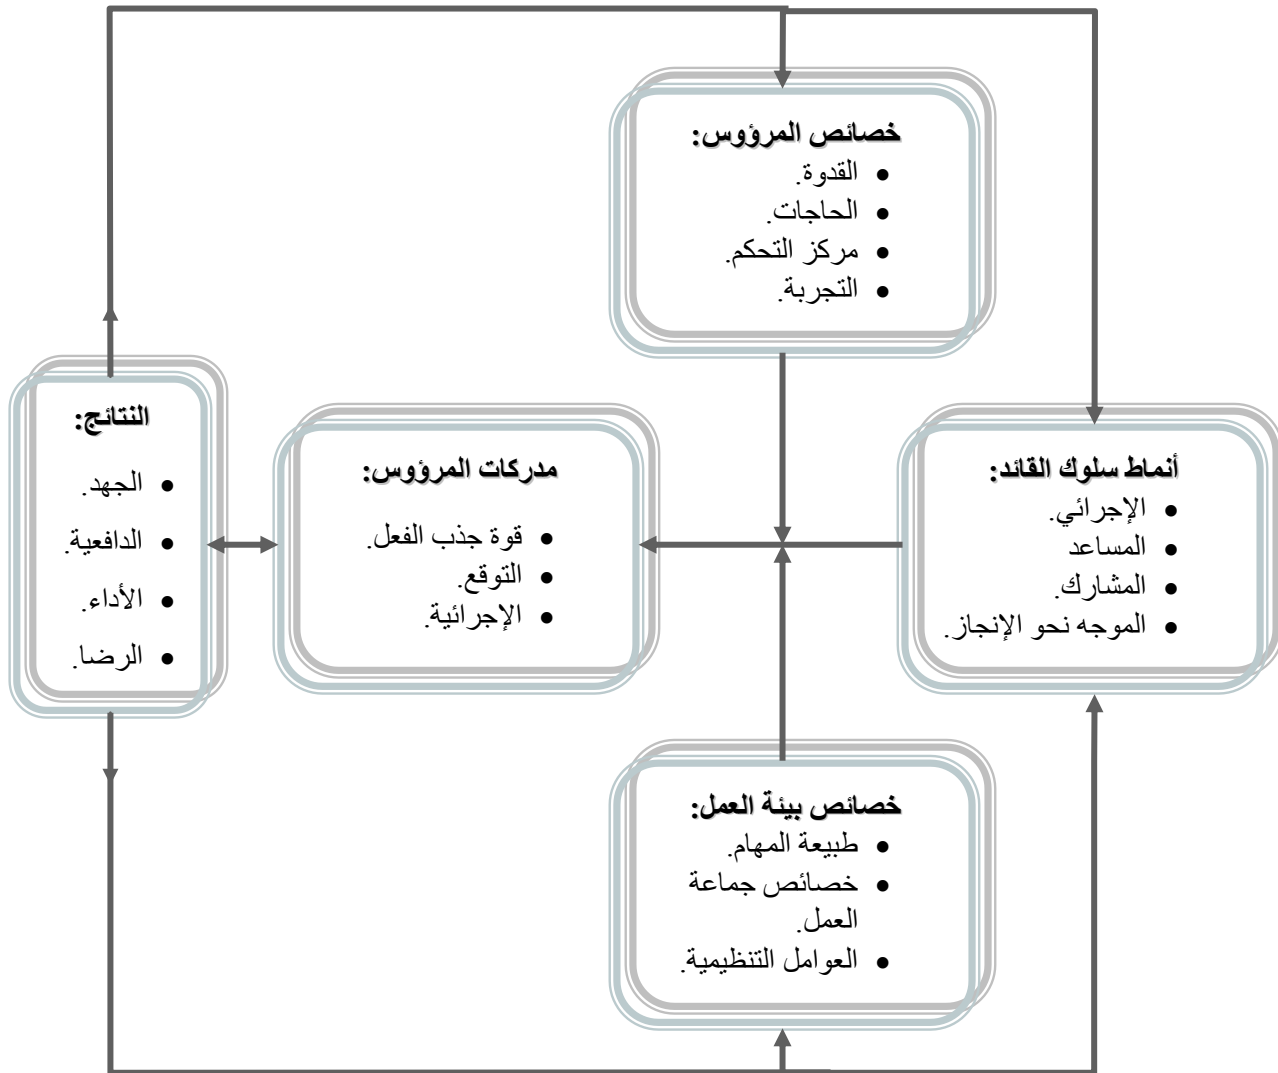 خصائص المرؤوس:
• القدوة.
• الحاجات.
• مركز التحكم.
• التجربة.
أنماط سلوك القائد:
• الإجرائي.
• المساعد
• المشارك.
• الموجه نحو الإنجاز.
مدركات المرؤوس:
• قوة جذب الفعل.
• التوقع.
• الإجرائية.
النتائج:
• الجهد.
• الدافعية.
• الأداء.
• الرضا.
خصائص بيئة العمل:
• طبيعة المهام.
• خصائص جماعة
العمل.
• العوامل التنظيمية.